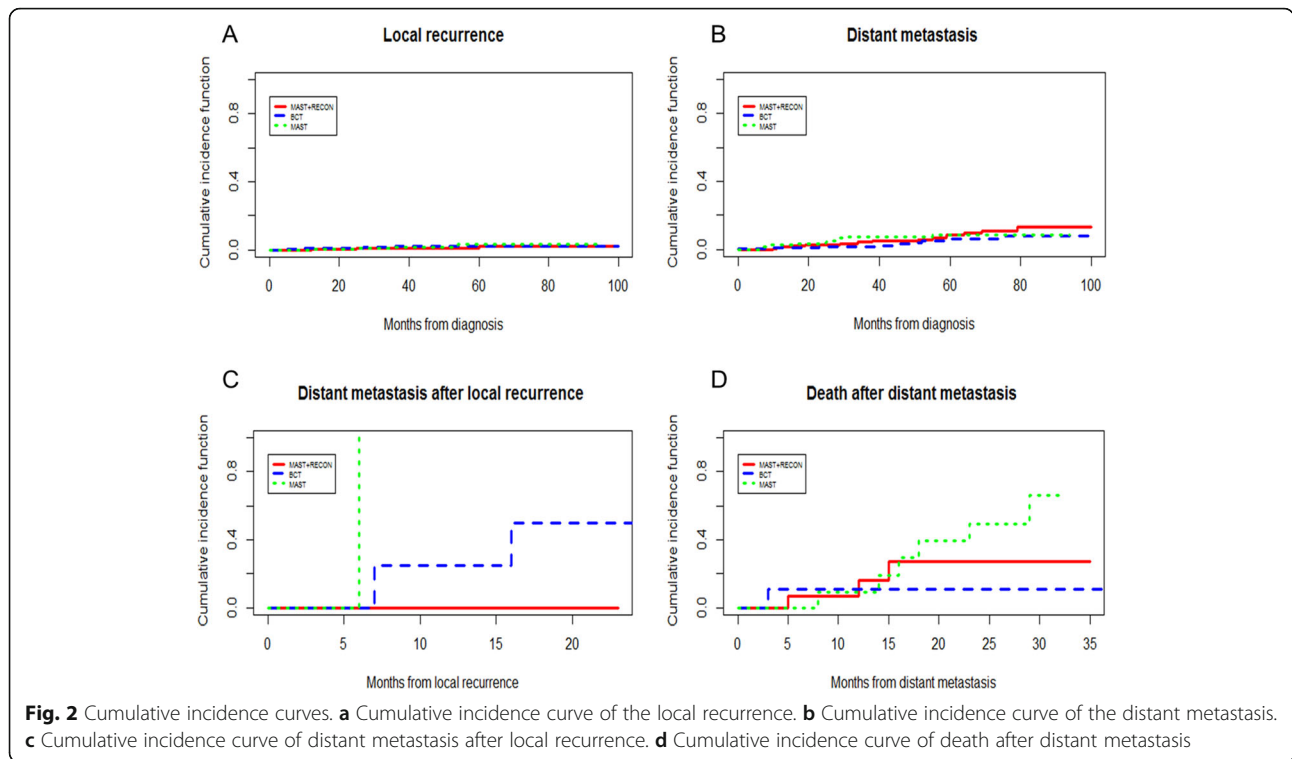 A
Local recurrence
Cumulative incidence function
0.0 0.4 0.8
MAST+RECON
BCT
MAST
0 20 40 60 80 100
Months from diagnosis
B
Distant metastasis
Cumulative incidence function
0.0 0.4 0.8
MAST+RECON
BCT
MAST
0 20 40 60 80 100
Months from diagnosis
C
Distant metastasis after local recurrence
Cumulative incidence function
0.0 0.4 0.8
MAST+RECON
BCT
MAST
0 5 10 15 20
Months from local recurrence
D
Death after distant metastasis
Cumulative incidence function
0.0 0.4 0.8
MAST+RECON
BCT
MAST
0 5 10 15 20 25 30 35
Months from distant metastasis
Fig. 2 Cumulative incidence curves. a Cumulative incidence curve of the local recurrence. b Cumulative incidence curve of the distant metastasis.
c Cumulative incidence curve of distant metastasis after local recurrence. d Cumulative incidence curve of death after distant metastasis